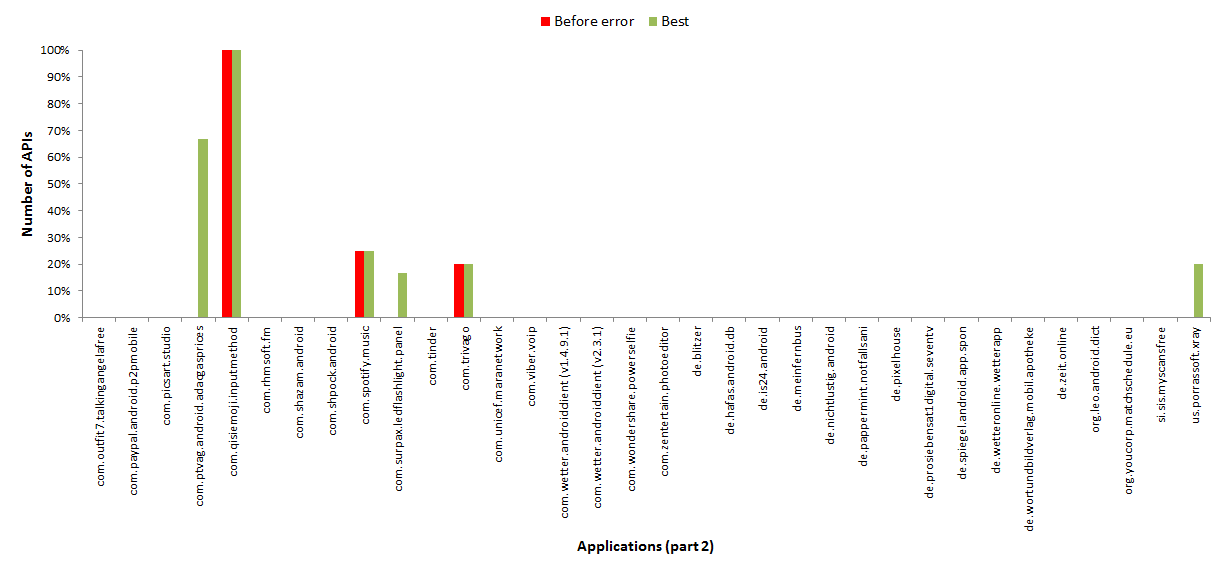 Before error
Best
Number of APIs
100%
90%
80%
70%
60%
50%
40%
30%
20%
10%
0%
com.outfit7.talkingangelafree
com.paypal.android.p2pmobile
com.picsart.studio
com.ptvag.android.adacgasprices
com.qisiemoji.inputmethod
com.rhmsoft.fm
com.shazam.android
com.shpock.android
com.spotify.music
com.surpax.ledflashlight.panel
com.tinder
com.trivago
com.unicef.maranetwork
com.viber.voip
com.wetter.androiddient (v1.4.9.1)
com.wetter.androiddient (v2.3.1)
com.wondershare.powerselfie
com.zentertain.photoeditor
de.blitzer
de.hafas.android.db
de.is24.android
de.meinfernbus
de.nichtlustig.android
de.pappermint.notfallsani
de.pixelhouse
de.prosiebensat1digital.seventv
de.spiegel.android.app.spon
de.wetteronline.wetterapp
de.wortundbildverlag.mobil.apotheke
de.zeit.online
org.leo.android.dict
org.youcorp.matchschedule.eu
si.sis.myscansfree
us.porrassoft.xray
Applications (part 2)